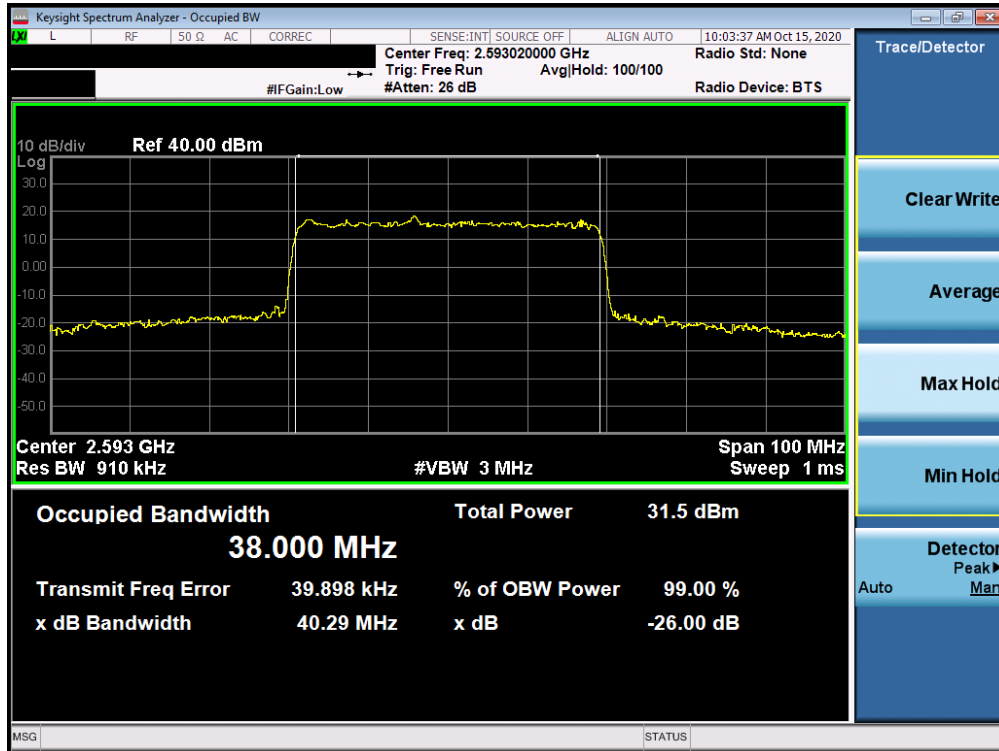 Keysight Spectrum Analyzer - Occupied BW
LXI L RF 50 Ω AC CORREC SENSE:INT SOURCE OFF ALIGN AUTO 10:03:37 AM Oct 15, 2020
Center Freq: 2.593020000 GHz Radio Std: None
Trig: Free Run Avg|Hold: 100/100
#IFGain:Low #Atten: 26 dB Radio Device: BTS
Trace/Detector
10 dB/div Ref 40.00 dBm
Log
30.0
20.0
10.0
0.00
-10.0
-20.0
-30.0
-40.0
-50.0
Center 2.593 GHz Span 100 MHz
Res BW 910 kHz #VBW 3 MHz Sweep 1 ms
Occupied Bandwidth Total Power 31.5 dBm
38.000 MHz
Transmit Freq Error 39.898 kHz % of OBW Power 99.00 %
x dB Bandwidth 40.29 MHz x dB -26.00 dB
Clear Write
Average
Max Hold
Min Hold
Detector
Peak
Auto Man
MSG STATUS